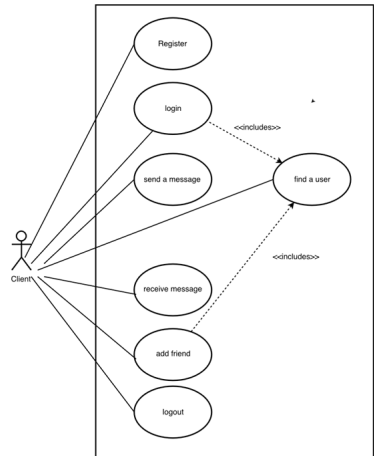 Register
login
<<includes>>
send a message
find a user
<<includes>>
Client
receive message
add friend
logout